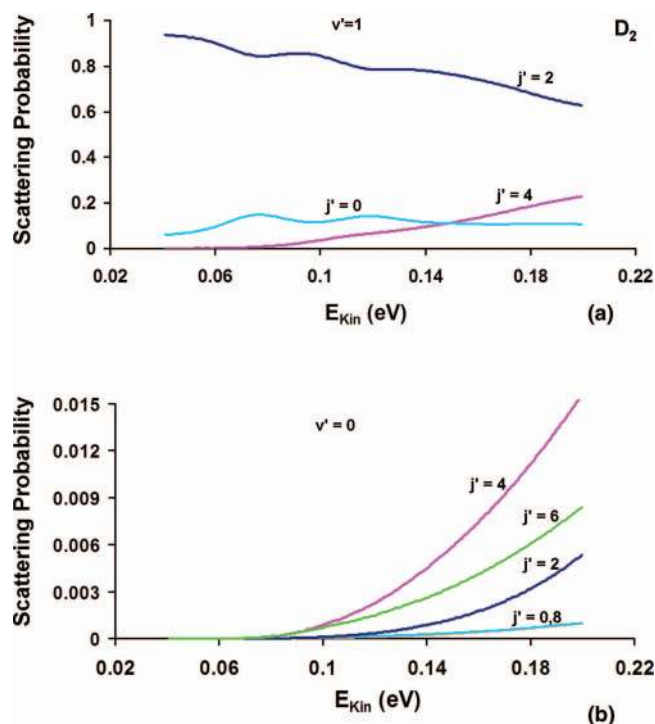 v'=1
D2
1
0.8
0.6
0.4
0.2
0
j' = 2
j' = 0
j' = 4
Scattering Probability
0.02 0.06 0.1 0.14 0.18 0.22
EKin (eV)
(a)
0.015
0.012
0.009
0.006
0.003
0
v' = 0
j' = 4
j' = 6
j' = 2
j' = 0,8
Scattering Probability
0.02 0.06 0.1 0.14 0.18 0.22
EKin (eV)
(b)